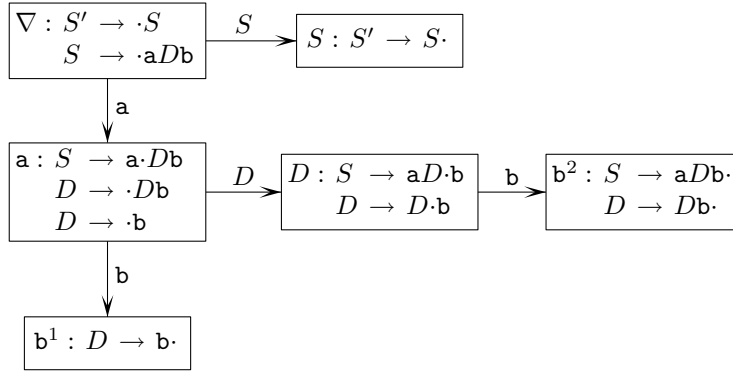 ∇ : S′ → ·S
S → ·aDb
S
S : S′ → S·
a
a : S → a·Db
D → ·Db
D → ·b
D
D : S → aD·b
D → D·b
b
b² : S → aDb·
D → Db·
b
b¹ : D → b·